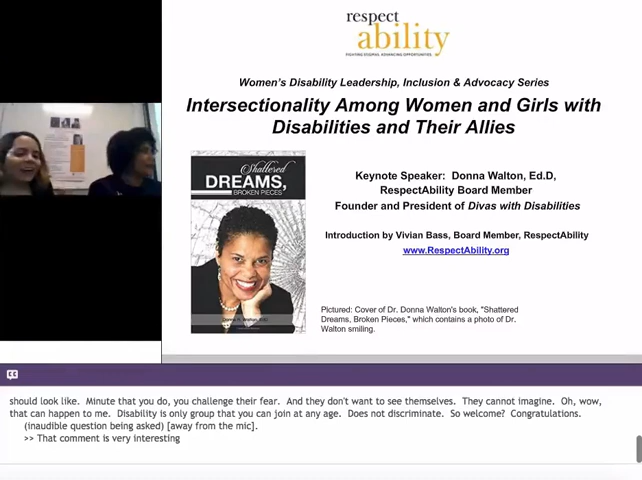 respect
ability
FIGHTING STIGMAS. ADVANCING OPPORTUNITIES.
Women's Disability Leadership, Inclusion & Advocacy Series
Intersectionality Among Women and Girls with
Disabilities and Their Allies
Shattered
DREAMS,
BROKEN PIECES
Keynote Speaker:  Donna Walton, Ed.D,
RespectAbility Board Member
Founder and President of Divas with Disabilities
Introduction by Vivian Bass, Board Member, RespectAbility
www.RespectAbility.org
Pictured: Cover of Dr. Donna Walton's book, "Shattered
Dreams, Broken Pieces," which contains a photo of Dr.
Walton smiling.
should look like.  Minute that you do, you challenge their fear.  And they don't want to see themselves.  They cannot imagine.  Oh, wow,
that can happen to me.  Disability is only group that you can join at any age.  Does not discriminate.  So welcome?  Congratulations.
(inaudible question being asked) [away from the mic].
>> That comment is very interesting